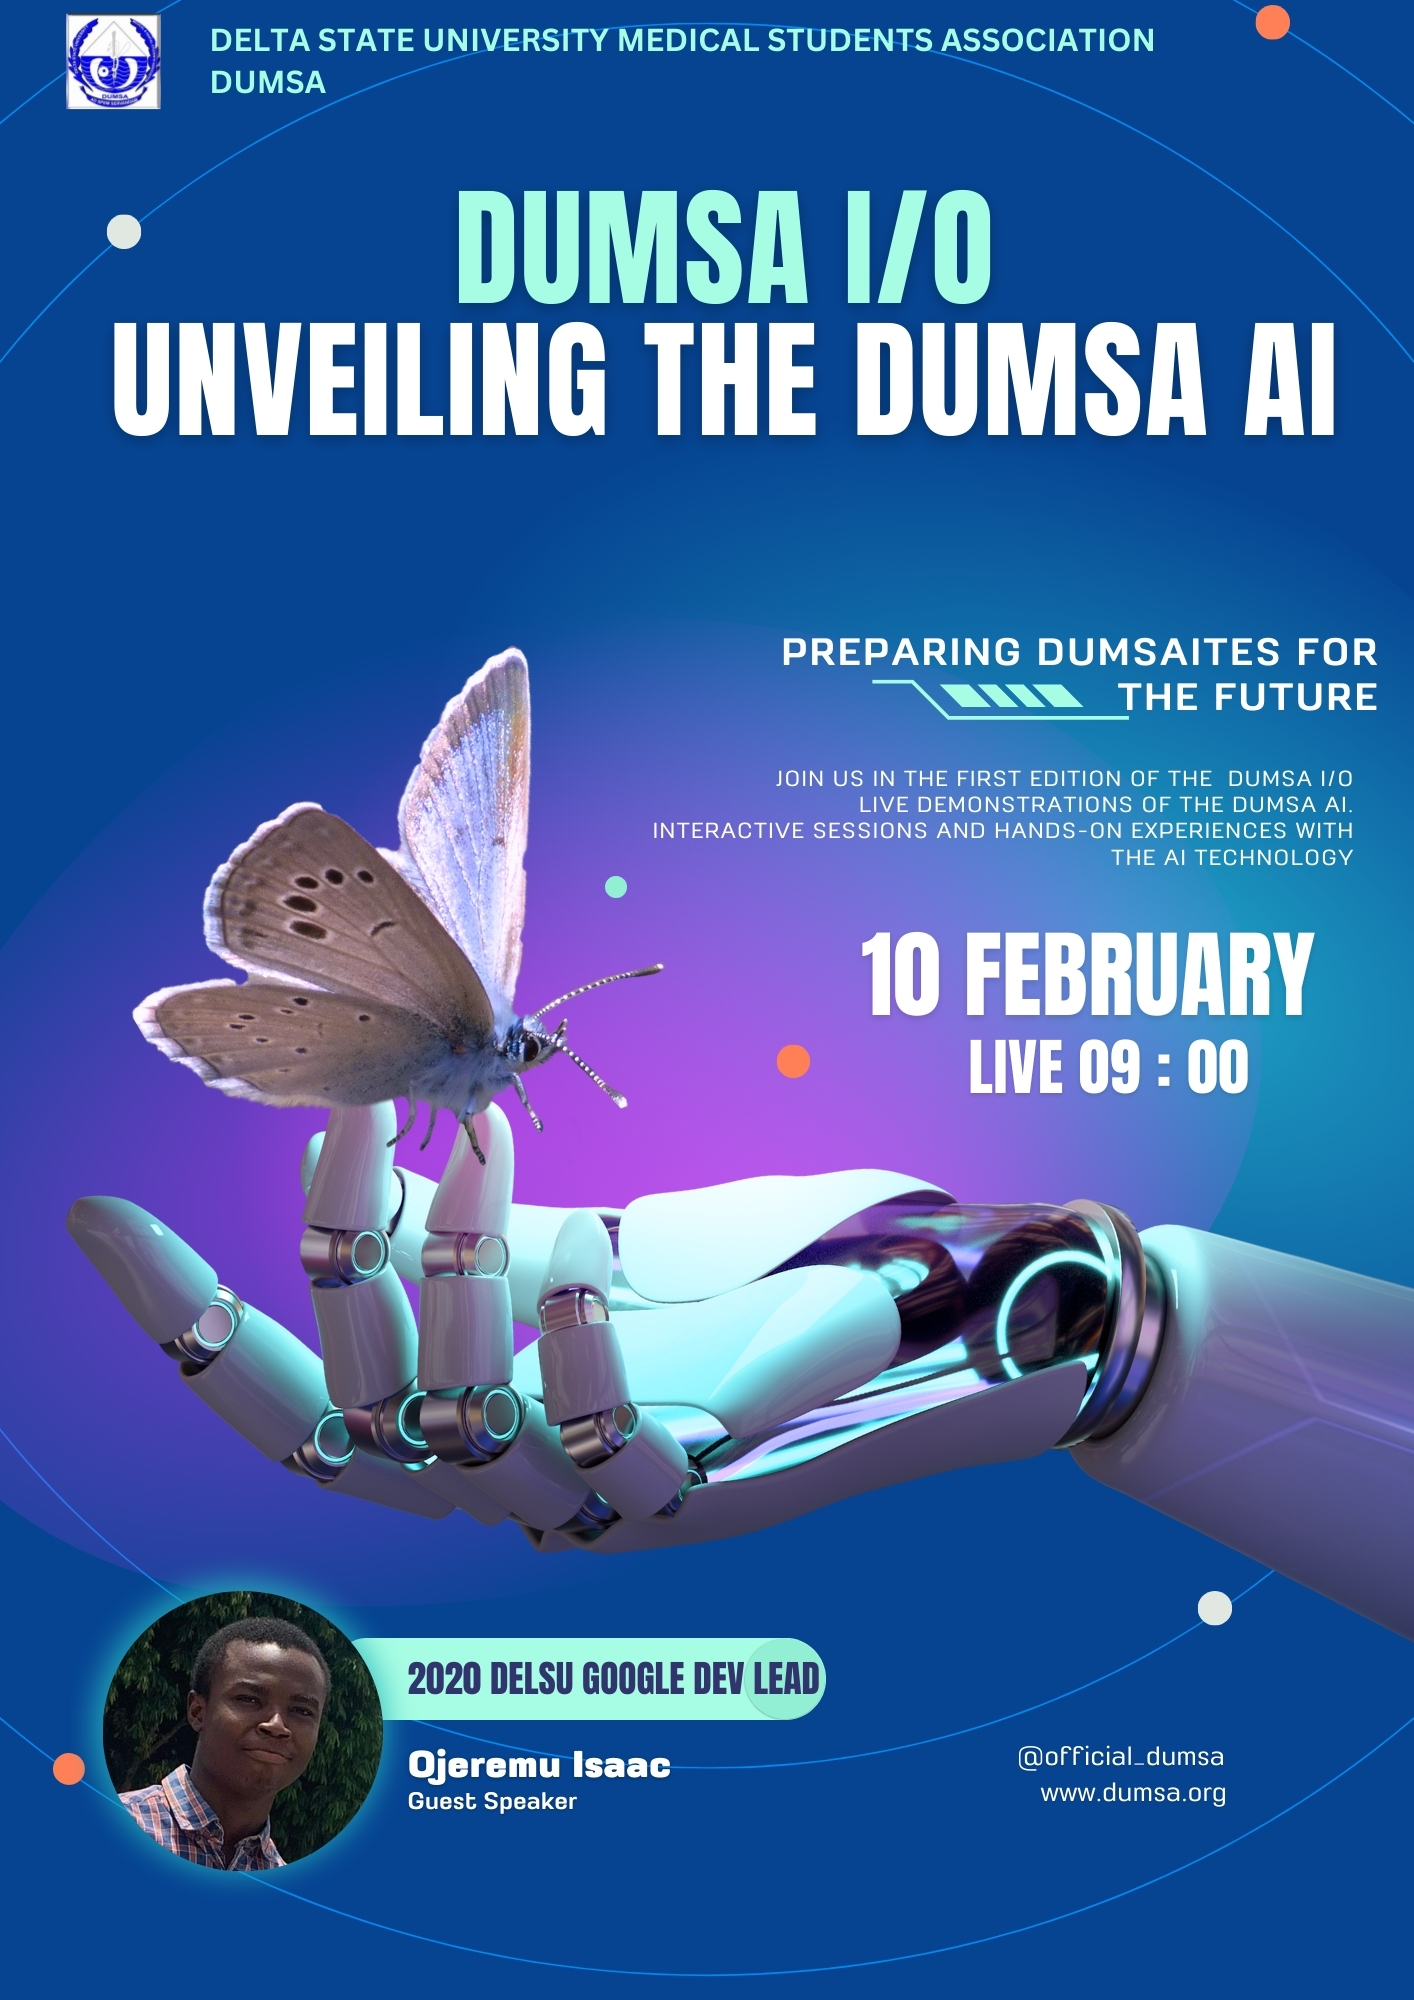 DELTA STATE UNIVERSITY MEDICAL STUDENTS ASSOCIATION
DUMSA
DUMSA
DUMSA I/O
UNVEILING THE DUMSA AI
PREPARING DUMSAITES FOR
THE FUTURE
JOIN US IN THE FIRST EDITION OF THE DUMSA I/O
LIVE DEMONSTRATIONS OF THE DUMSA AI.
INTERACTIVE SESSIONS AND HANDS-ON EXPERIENCES WITH
THE AI TECHNOLOGY
10 FEBRUARY
LIVE 09 : 00
2020 DELSU GOOGLE DEV LEAD
Ojeremu Isaac
Guest Speaker
@official_dumsa
www.dumsa.org